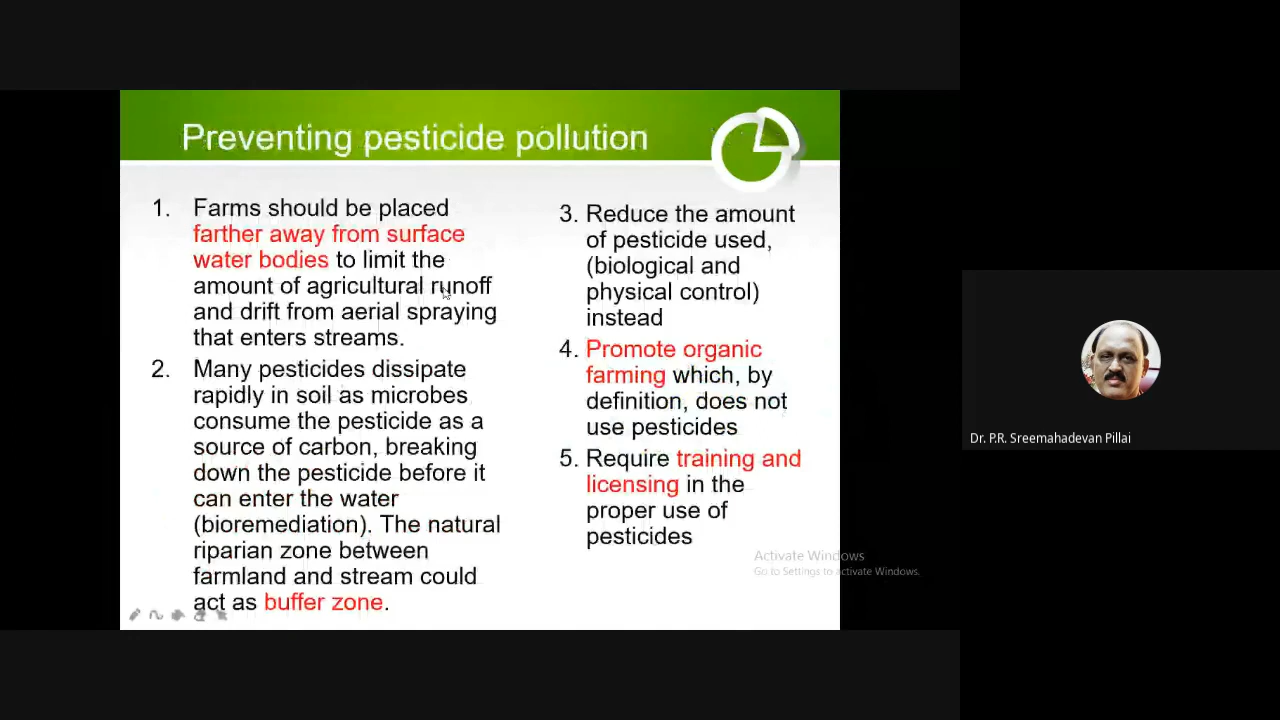 Preventing pesticide pollution
1. Farms should be placed
farther away from surface
water bodies to limit the
amount of agricultural runoff
and drift from aerial spraying
that enters streams.
2. Many pesticides dissipate
rapidly in soil as microbes
consume the pesticide as a
source of carbon, breaking
down the pesticide before it
can enter the water
(bioremediation). The natural
riparian zone between
farmland and stream could
act as buffer zone.
3. Reduce the amount
of pesticide used,
(biological and
physical control)
instead
4. Promote organic
farming which, by
definition, does not
use pesticides
5. Require training and
licensing in the
proper use of
pesticides
Activate Windows
Go to Settings to activate Windows.
Dr. P.R. Sreemahadevan Pillai